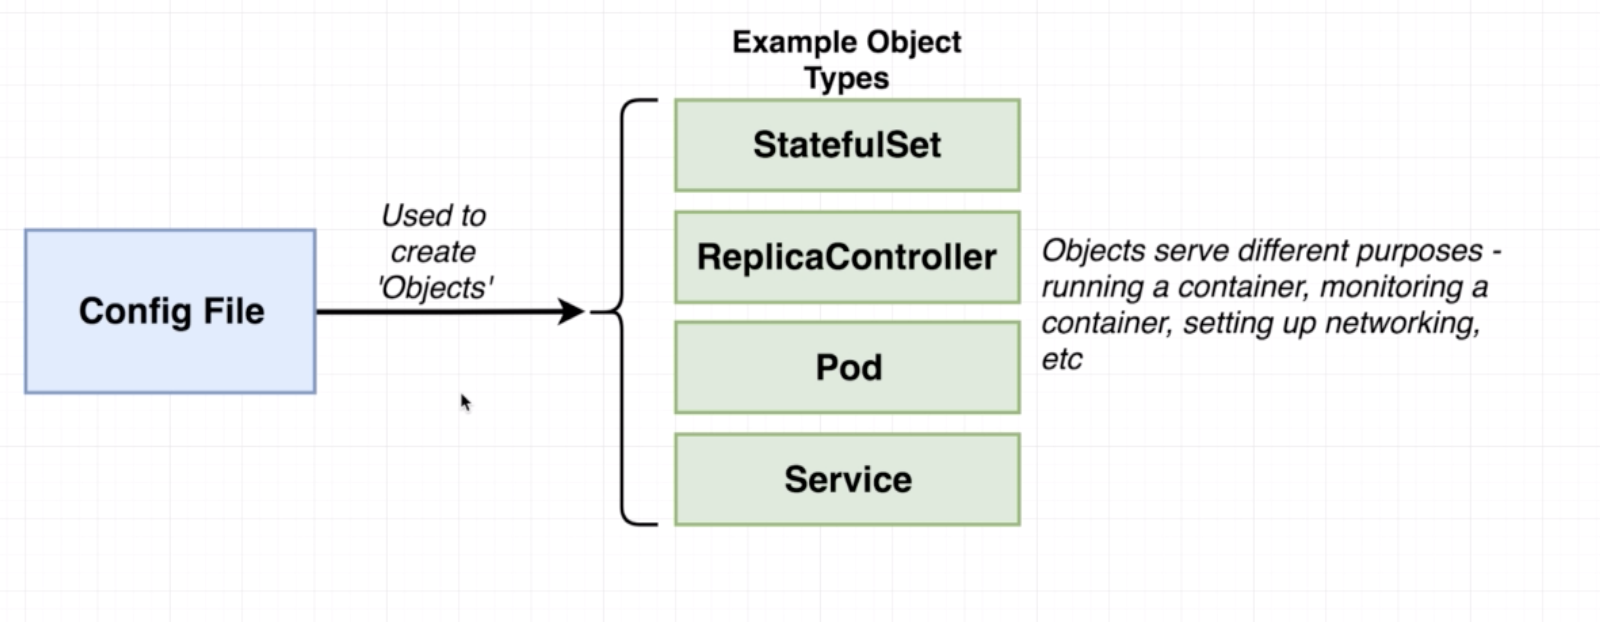 Example Object
Types
StatefulSet
Used to
create
'Objects'
Config File
ReplicaController
Pod
Service
Objects serve different purposes -
running a container, monitoring a
container, setting up networking,
etc